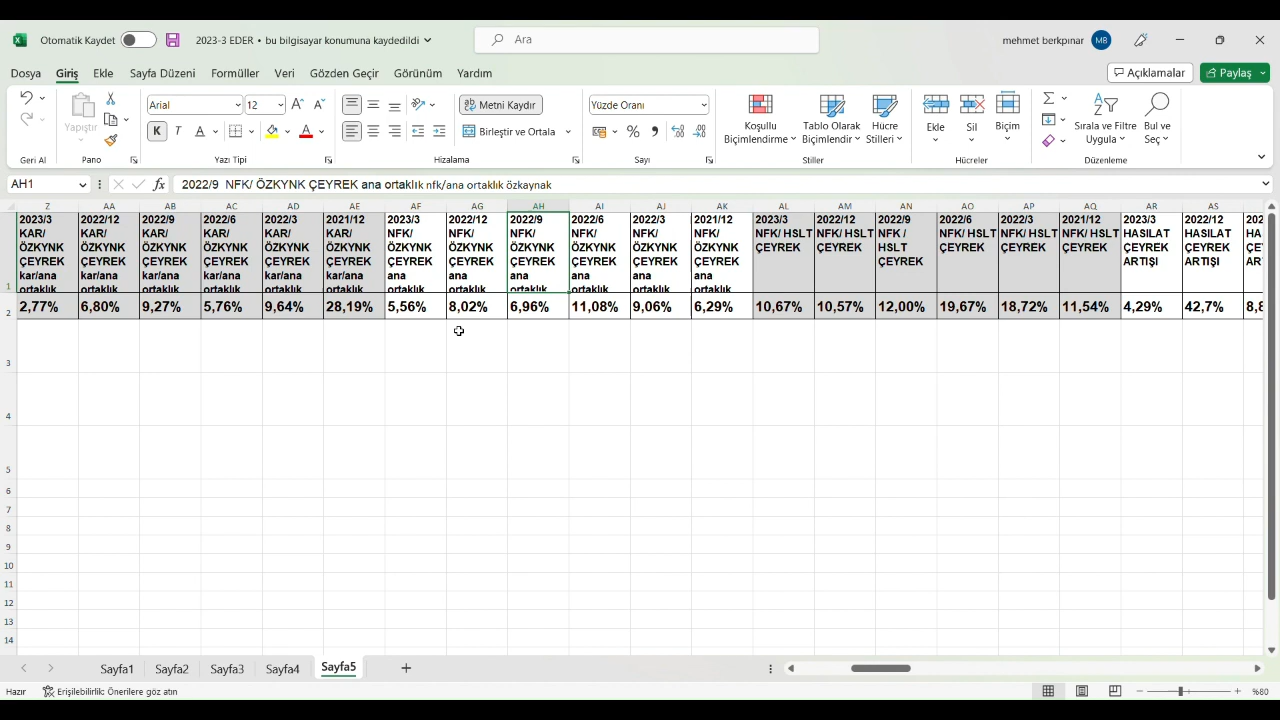 Otomatik Kaydet 2023-3 EDER • bu bilgisayar konumuna kaydedildi Ara mehmet berkpınar MB
Dosya Giriş Ekle Sayfa Düzeni Formüller Veri Gözden Geçir Görünüm Yardım Açıklamalar Paylaş
Arial 12 Metni Kaydır Yüzde Oranı
Yapıştır K T A A Birleştir ve Ortala % Koşullu Biçimlendirme Tablo Olarak Biçimlendir Hücre Stilleri Ekle Sil Biçim Sırala ve Filtre Uygula Bul ve Seç
Geri Al Pano Yazı Tipi Hizalama Sayı Stiller Hücreler Düzenleme
AH1 fx 2022/9 NFK/ ÖZKYNK ÇEYREK ana ortaklık nfk/ana ortaklık özkaynak
Z AA AB AC AD AE AF AG AH AI AJ AK AL AM AN AO AP AQ AR AS
2023/3 2022/12 2022/9 2022/6 2022/3 2021/12 2023/3 2022/12 2022/9 2022/6 2022/3 2021/12 2023/3 2022/12 2022/9 2022/6 2022/3 2021/12 2023/3 2022/12 202
KAR/ KAR/ KAR/ KAR/ KAR/ KAR/ NFK/ NFK/ NFK/ NFK/ NFK/ NFK/ NFK/ HSLT NFK/ HSLT NFK / NFK/ HSLT NFK/ HSLT NFK/ HSLT HASILAT HASILAT HA
ÖZKYNK ÖZKYNK ÖZKYNK ÖZKYNK ÖZKYNK ÖZKYNK ÖZKYNK ÖZKYNK ÖZKYNK ÖZKYNK ÖZKYNK ÖZKYNK ÇEYREK ÇEYREK HSLT ÇEYREK ÇEYREK ÇEYREK ÇEYREK ÇEYREK ÇE
ÇEYREK ÇEYREK ÇEYREK ÇEYREK ÇEYREK ÇEYREK ÇEYREK ÇEYREK ÇEYREK ÇEYREK ÇEYREK ÇEYREK ÇEYREK ARTIŞI ARTIŞI AR
kar/ana kar/ana kar/ana kar/ana kar/ana kar/ana ana ana ana ana ana ana
1 ortaklık ortaklık ortaklık ortaklık ortaklık ortaklık ortaklık ortaklık ortaklık ortaklık ortaklık ortaklık
2 2,77% 6,80% 9,27% 5,76% 9,64% 28,19% 5,56% 8,02% 6,96% 11,08% 9,06% 6,29% 10,67% 10,57% 12,00% 19,67% 18,72% 11,54% 4,29% 42,7%
3
4
5
6
7
8
9
10
11
12
13
14
Sayfa1 Sayfa2 Sayfa3 Sayfa4 Sayfa5
Hazır Erişilebilirlik: Önerilere göz atın %80